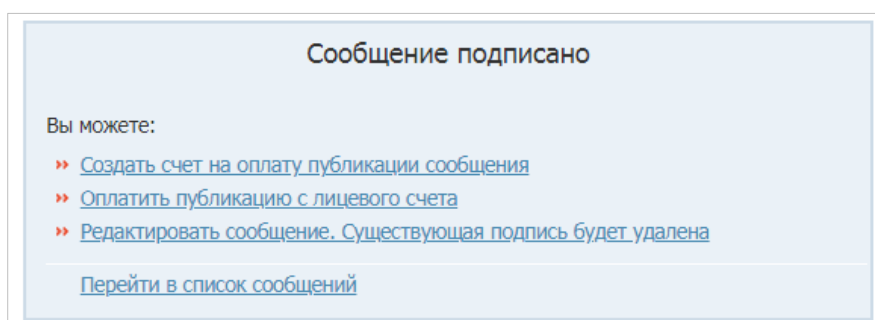 Сообщение подписано
Вы можете:
Создать счет на оплату публикации сообщения
Оплатить публикацию с лицевого счета
Редактировать сообщение. Существующая подпись будет удалена
Перейти в список сообщений